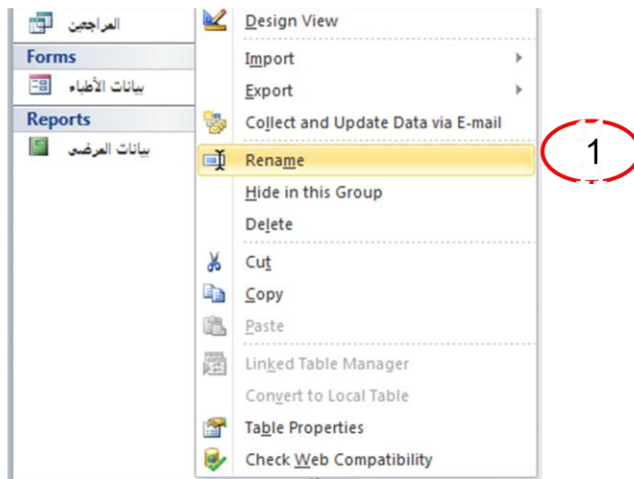 المراجعين
Forms
بيانات الأطباء
Reports
بيانات المرضى
Design View
Import
Export
Collect and Update Data via E-mail
Rename
Hide in this Group
Delete
Cut
Copy
Paste
Linked Table Manager
Convert to Local Table
Table Properties
Check Web Compatibility
1